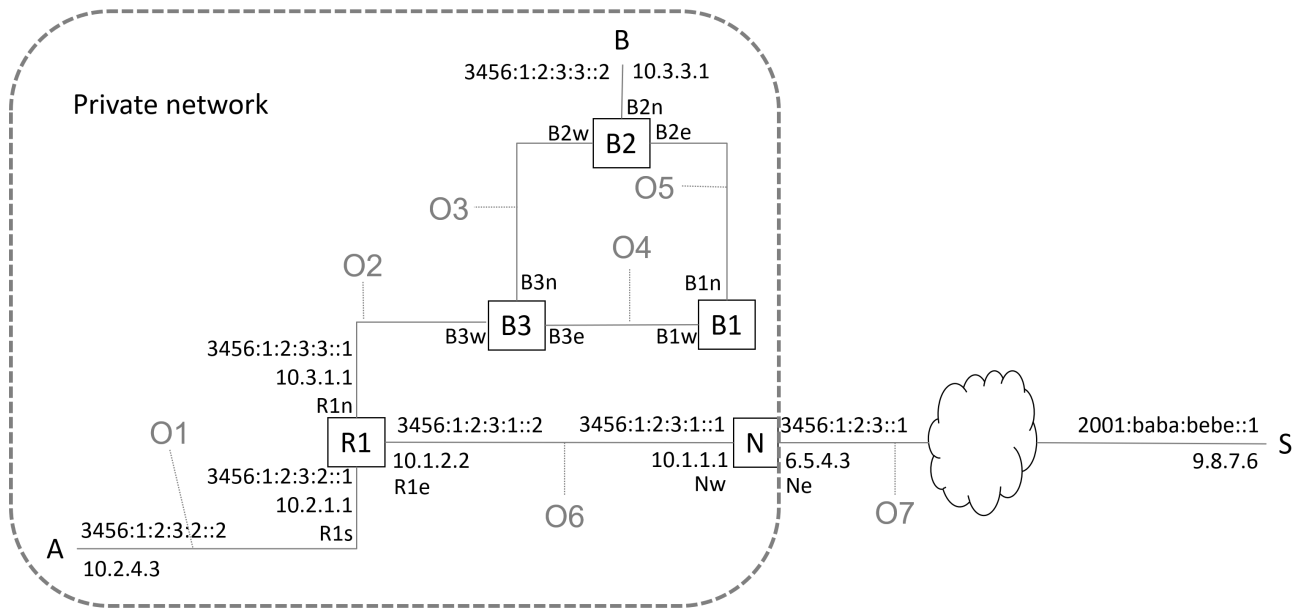 B
3456:1:2:3:3::2 10.3.3.1
Private network
B2n
B2w B2 B2e
O5
O3
O4
O2
B3n B1n
B3w B3 B3e B1w B1
3456:1:2:3:3::1
10.3.1.1
R1n
3456:1:2:3:1::2 3456:1:2:3:1::1 3456:1:2:3::1 2001:baba:bebe::1
O1 R1 N S
10.1.2.2 10.1.1.1 6.5.4.3 9.8.7.6
3456:1:2:3:2::1
R1e Nw Ne
10.2.1.1
O6 O7
R1s
3456:1:2:3:2::2
A
10.2.4.3